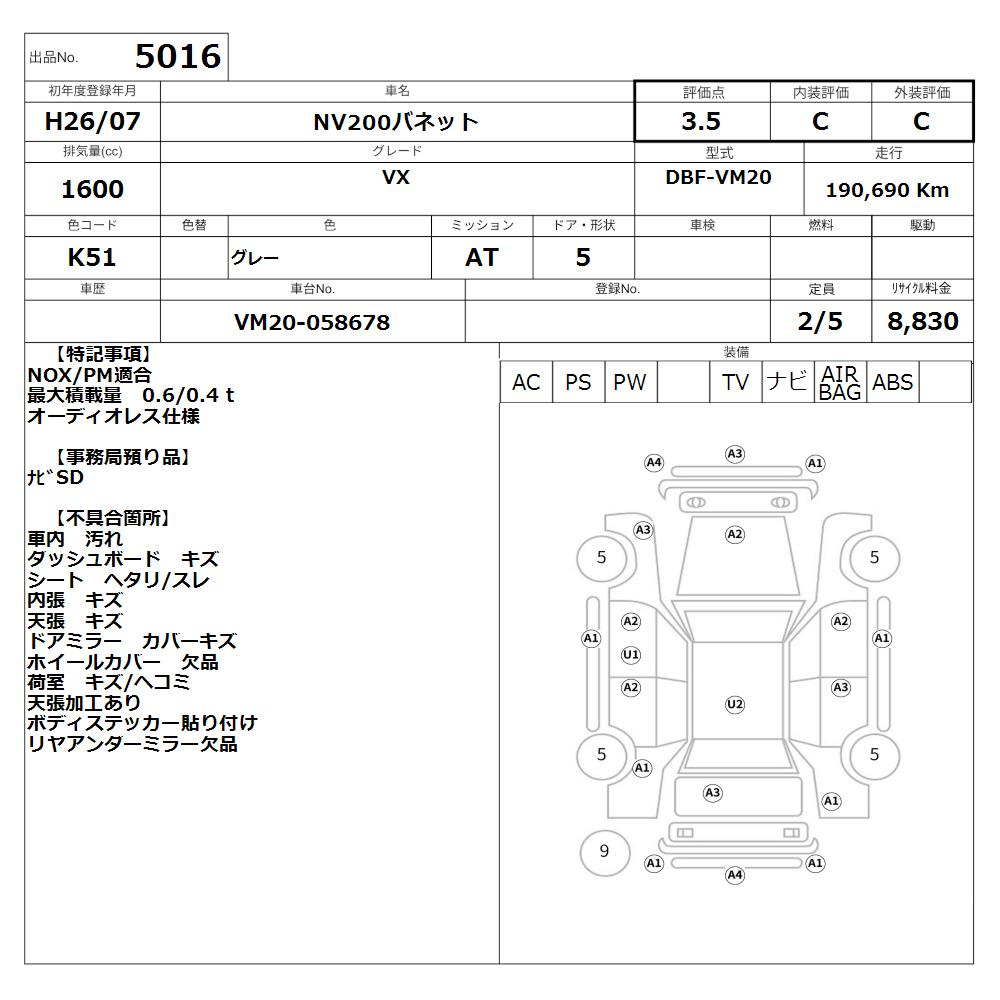 出品No. 5016
初年度登録年月 車名 評価点 内装評価 外装評価
H26/07 NV200バネット 3.5 C C
排気量(cc) グレード 型式 走行
1600 VX DBF-VM20 190,690 Km
色コード 色替 色 ミッション ドア・形状 車検 燃料 駆動
K51 グレー AT 5
車歴 車台No. 登録No. 定員 ﾘｻｲｸﾙ料金
VM20-058678 2/5 8,830
【特記事項】
NOX/PM適合
最大積載量　0.6/0.4ｔ
オーディオレス仕様
【事務局預り品】
ﾅﾋﾞSD
【不具合箇所】
車内　汚れ
ダッシュボード　キズ
シート　ヘタリ/スレ
内張　キズ
天張　キズ
ドアミラー　カバーキズ
ホイールカバー　欠品
荷室　キズ/ヘコミ
天張加工あり
ボディステッカー貼り付け
リヤアンダーミラー欠品
装備
AC PS PW TV ナビ AIR BAG ABS
A4 A3 A1
A3 A2
5 5
A2 A2
A1 U1 A1
A2 A3
U2
5 5
A1
A3 A1
9
A1 A4 A1